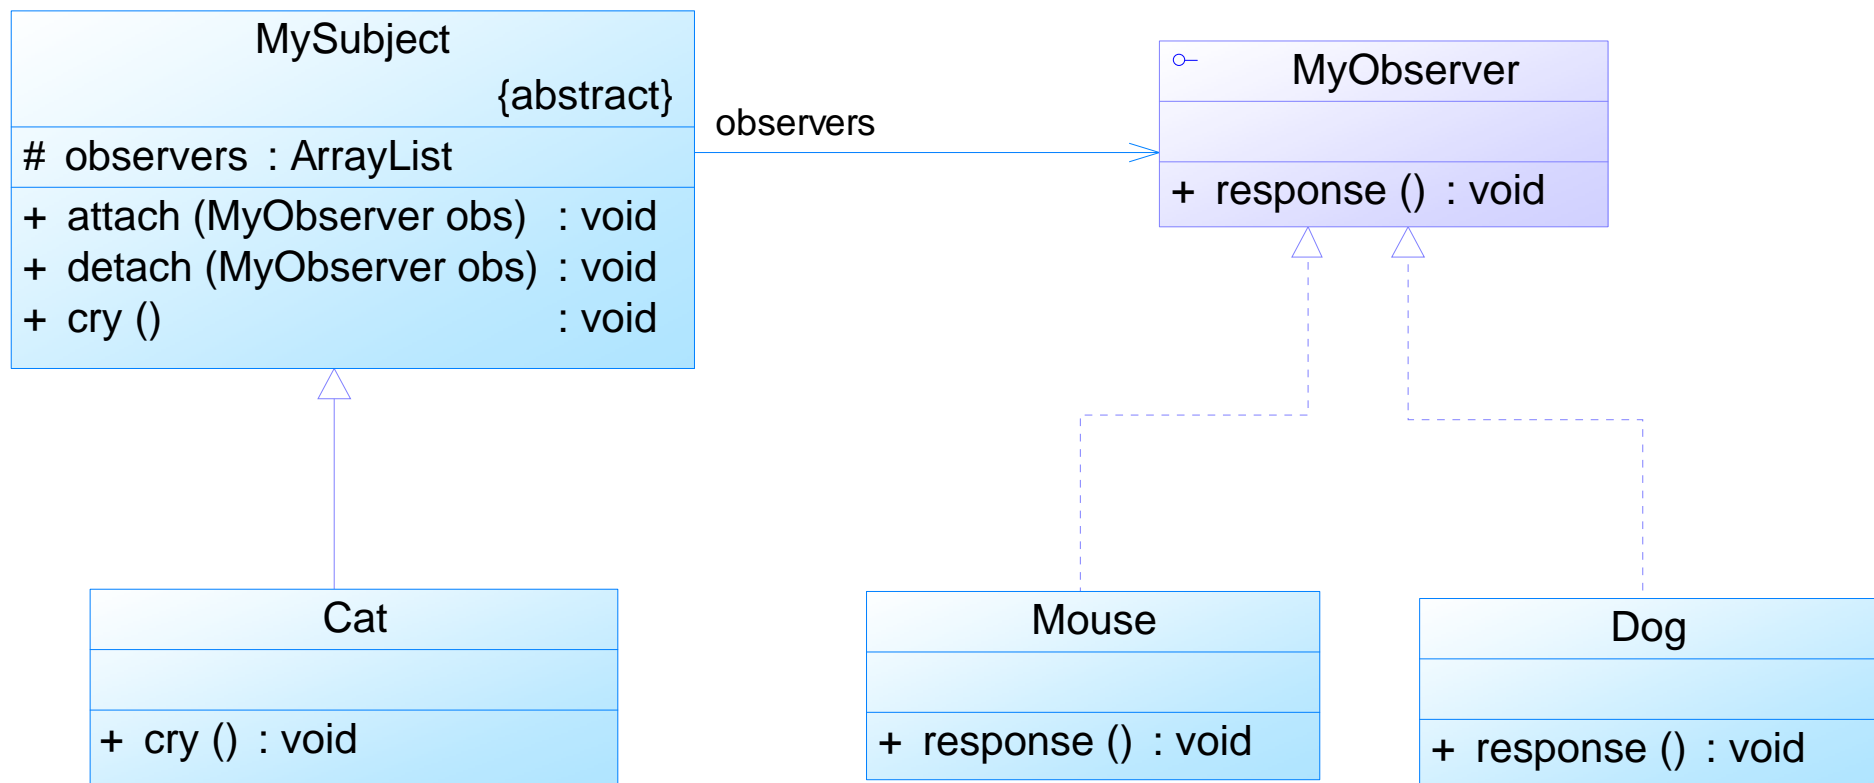 MySubject
{abstract}
# observers : ArrayList
+ attach (MyObserver obs) : void
+ detach (MyObserver obs) : void
+ cry () : void
observers
MyObserver
+ response () : void
Cat
+ cry () : void
Mouse
+ response () : void
Dog
+ response () : void